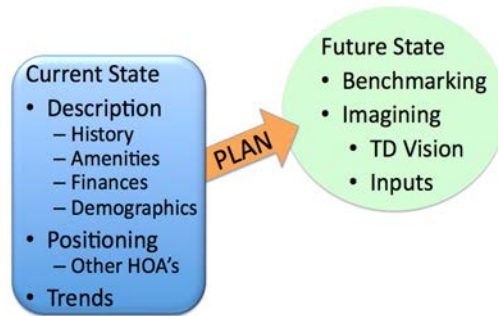 Current State
• Description
– History
– Amenities
– Finances
– Demographics
• Positioning
– Other HOA's
• Trends
PLAN
Future State
• Benchmarking
• Imagining
• TD Vision
• Inputs